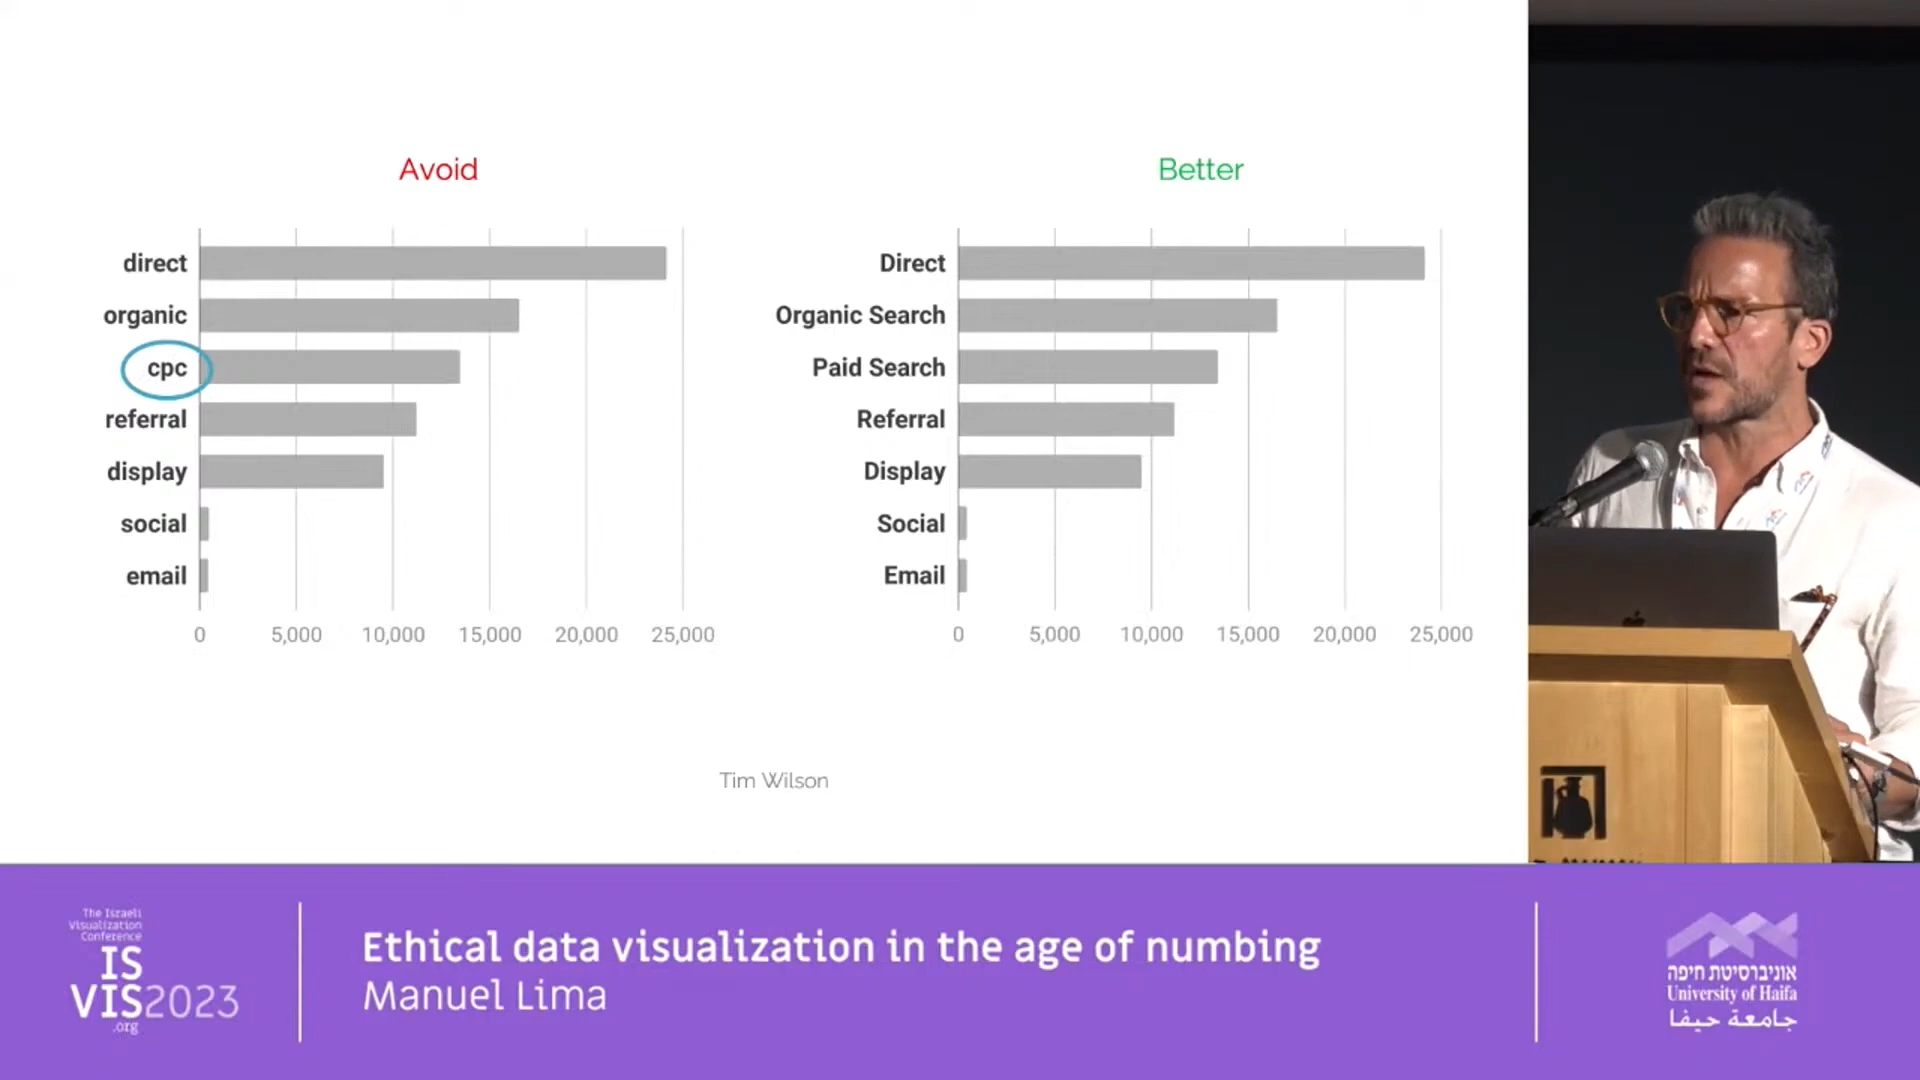 Avoid
direct
organic
cpc
referral
display
social
email
0 5,000 10,000 15,000 20,000 25,000
Better
Direct
Organic Search
Paid Search
Referral
Display
Social
Email
0 5,000 10,000 15,000 20,000 25,000
Tim Wilson
The Israeli
Visualization
Conference
IS
VIS2023
.org
Ethical data visualization in the age of numbing
Manuel Lima
אוניברסיטת חיפה
University of Haifa
جامعة حيفا